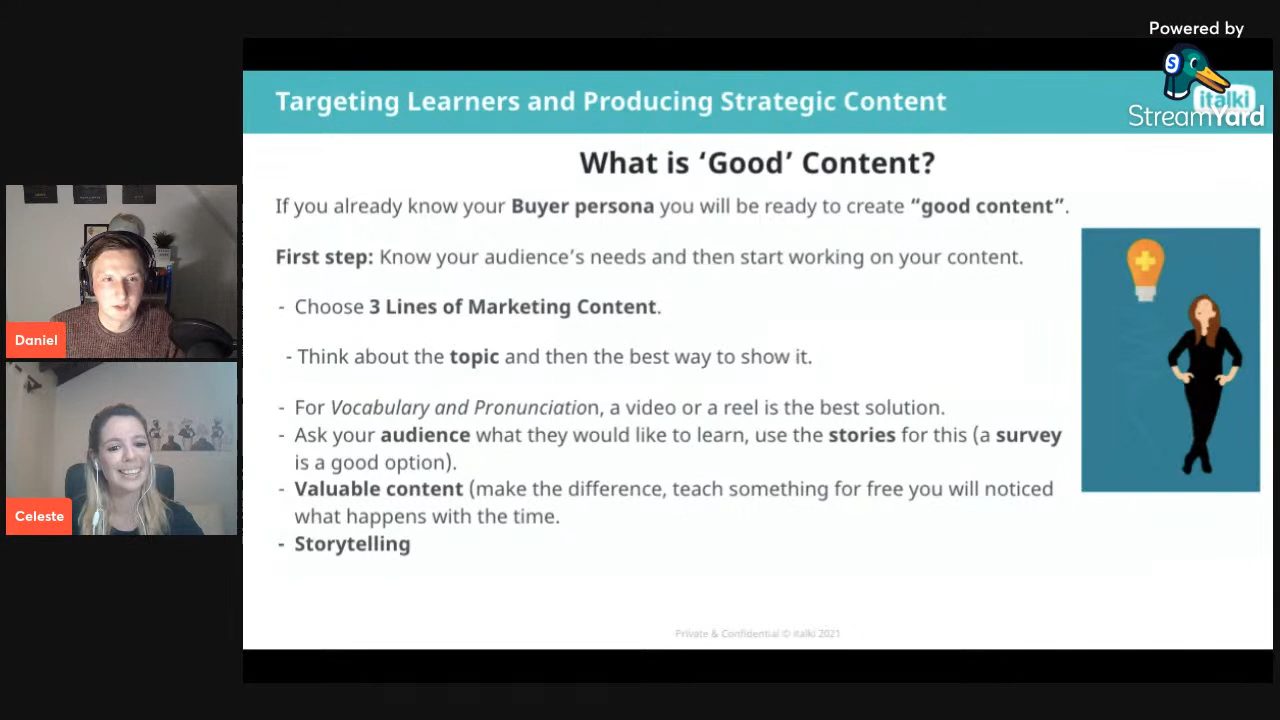 Powered by
S
italki
StreamYard
Targeting Learners and Producing Strategic Content
What is ‘Good’ Content?
If you already know your Buyer persona you will be ready to create “good content”.
First step: Know your audience’s needs and then start working on your content.
- Choose 3 Lines of Marketing Content.
- Think about the topic and then the best way to show it.
- For Vocabulary and Pronunciation, a video or a reel is the best solution.
- Ask your audience what they would like to learn, use the stories for this (a survey
is a good option).
- Valuable content (make the difference, teach something for free you will noticed
what happens with the time.
- Storytelling
Private & Confidential © italki 2021
Daniel
Celeste